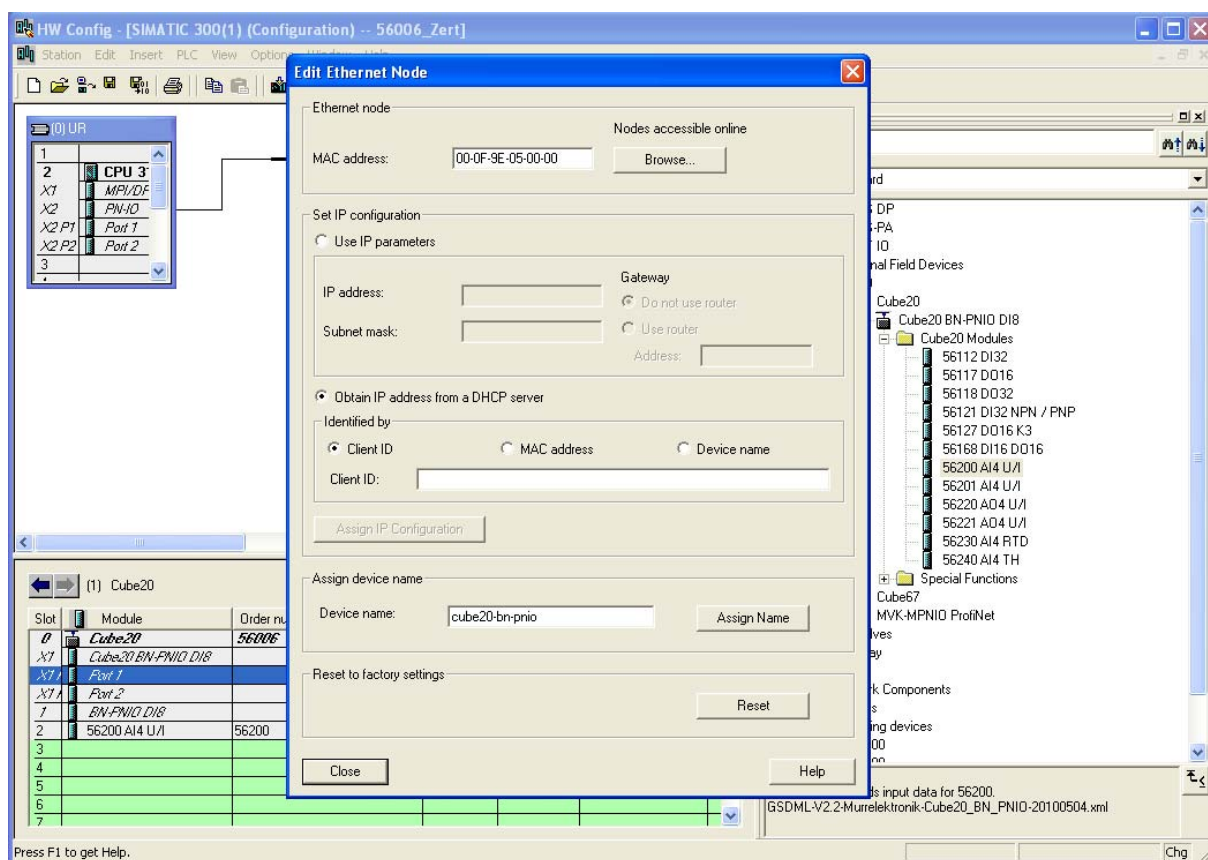 HW Config - [SIMATIC 300(1) (Configuration) -- 56006_Zert]
Station Edit Insert PLC View Option
(0) UR
1
2 CPU 3
X1 MPI/DP
X2 PN-IO
X2 P1 Port 1
X2 P2 Port 2
3
Edit Ethernet Node
Ethernet node
Nodes accessible online
MAC address: 00-0F-9E-05-00-00 Browse...
Set IP configuration
Use IP parameters
Gateway
IP address: Do not use router
Subnet mask: Use router
Address:
Obtain IP address from a DHCP server
Identified by
Client ID MAC address Device name
Client ID:
Assign IP Configuration
Assign device name
Device name: cube20-bn-pnio Assign Name
Reset to factory settings
Reset
Close Help
rd
DP
-PA
IO
nal Field Devices
Cube20
Cube20 BN-PNIO DI8
Cube20 Modules
56112 DI32
56117 DO16
56118 DO32
56121 DI32 NPN / PNP
56127 DO16 K3
56168 DI16 DO16
56200 AI4 U/I
56201 AI4 U/I
56220 AO4 U/I
56221 AO4 U/I
56230 AI4 RTD
56240 AI4 TH
Special Functions
Cube67
MVK-MPNIO ProfiNet
lves
ay
k Components
s
ing devices
00
ds input data for 56200.
GSDML-V2.2-Murrelektronik-Cube20_BN_PNIO-20100504.xml
(1) Cube20
Slot Module Order nu
0 Cube20 56006
X1 Cube20 BN-PNIO DI8
X1 Port 1
X1 Port 2
1 BN-PNIO DI8
2 56200 AI4 U/I 56200
3
4
5
6
7
Press F1 to get Help. Chg